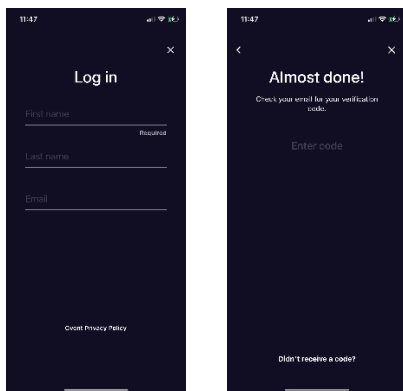 11:47
Log in
First name
Required
Last name
Email
Cvent Privacy Policy
11:47
Almost done!
Check your email for your verification
code.
Enter code
Didn't receive a code?